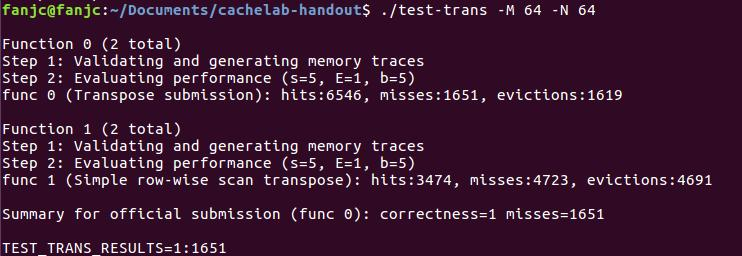 fanjc@fanjc:~/Documents/cachelab-handout$ ./test-trans -M 64 -N 64
Function 0 (2 total)
Step 1: Validating and generating memory traces
Step 2: Evaluating performance (s=5, E=1, b=5)
func 0 (Transpose submission): hits:6546, misses:1651, evictions:1619
Function 1 (2 total)
Step 1: Validating and generating memory traces
Step 2: Evaluating performance (s=5, E=1, b=5)
func 1 (Simple row-wise scan transpose): hits:3474, misses:4723, evictions:4691
Summary for official submission (func 0): correctness=1 misses=1651
TEST_TRANS_RESULTS=1:1651